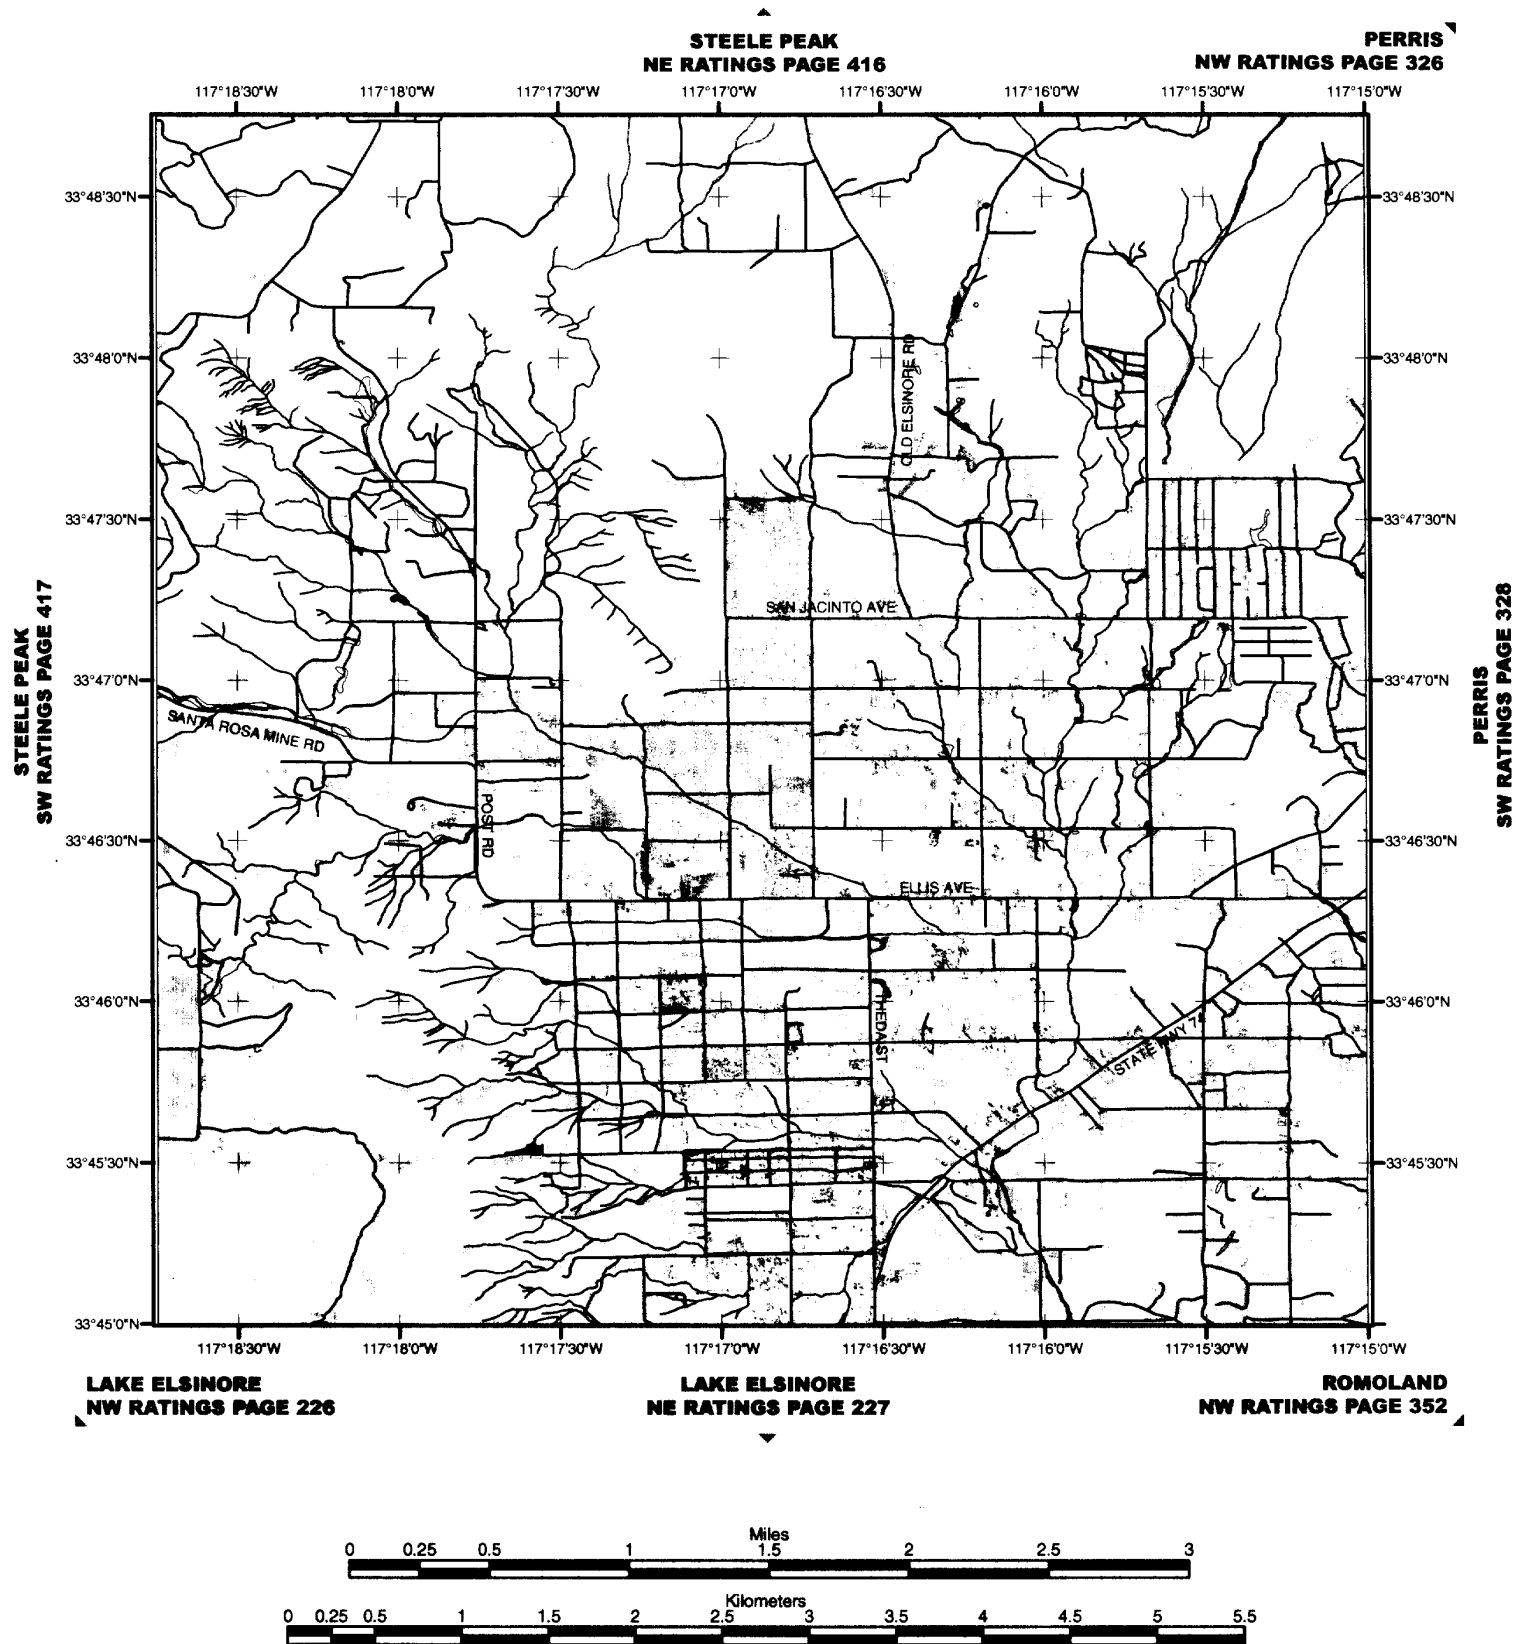 STEELE PEAK
NE RATINGS PAGE 416
PERRIS
NW RATINGS PAGE 326
117°18'30"W
117°18'0"W
117°17'30"W
117°17'0"W
117°16'30"W
117°16'0"W
117°15'30"W
117°15'0"W
33°48'30"N
33°48'30"N
33°48'0"N
33°48'0"N
OLD ELSINORE RD
33°47'30"N
33°47'30"N
STEELE PEAK
SW RATINGS PAGE 417
SAN JACINTO AVE
PERRIS
SW RATINGS PAGE 328
33°47'0"N
33°47'0"N
SANTA ROSA MINE RD
POST RD
33°46'30"N
33°46'30"N
ELLIS AVE
33°46'0"N
33°46'0"N
THEDA ST
STATE HWY 74
33°45'30"N
33°45'30"N
33°45'0"N
117°18'30"W
117°18'0"W
117°17'30"W
117°17'0"W
117°16'30"W
117°16'0"W
117°15'30"W
117°15'0"W
LAKE ELSINORE
NW RATINGS PAGE 226
LAKE ELSINORE
NE RATINGS PAGE 227
ROMOLAND
NW RATINGS PAGE 352
Miles
0 0.25 0.5 1 1.5 2 2.5 3
Kilometers
0 0.25 0.5 1 1.5 2 2.5 3 3.5 4 4.5 5 5.5